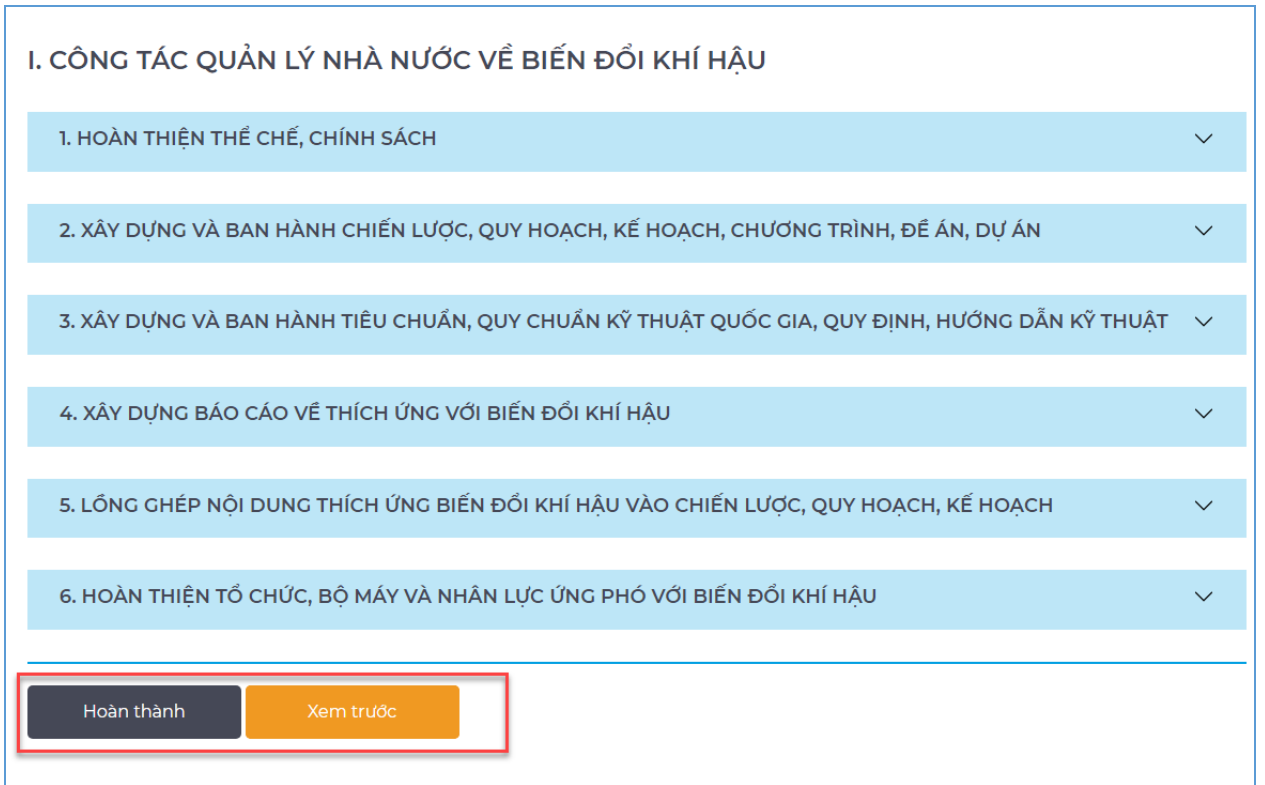 I. CÔNG TÁC QUẢN LÝ NHÀ NƯỚC VỀ BIẾN ĐỔI KHÍ HẬU
1. HOÀN THIỆN THỂ CHẾ, CHÍNH SÁCH
2. XÂY DỰNG VÀ BAN HÀNH CHIẾN LƯỢC, QUY HOẠCH, KẾ HOẠCH, CHƯƠNG TRÌNH, ĐỀ ÁN, DỰ ÁN
3. XÂY DỰNG VÀ BAN HÀNH TIÊU CHUẨN, QUY CHUẨN KỸ THUẬT QUỐC GIA, QUY ĐỊNH, HƯỚNG DẪN KỸ THUẬT
4. XÂY DỰNG BÁO CÁO VỀ THÍCH ỨNG VỚI BIẾN ĐỔI KHÍ HẬU
5. LỒNG GHÉP NỘI DUNG THÍCH ỨNG BIẾN ĐỔI KHÍ HẬU VÀO CHIẾN LƯỢC, QUY HOẠCH, KẾ HOẠCH
6. HOÀN THIỆN TỔ CHỨC, BỘ MÁY VÀ NHÂN LỰC ỨNG PHÓ VỚI BIẾN ĐỔI KHÍ HẬU
Hoàn thành Xem trước